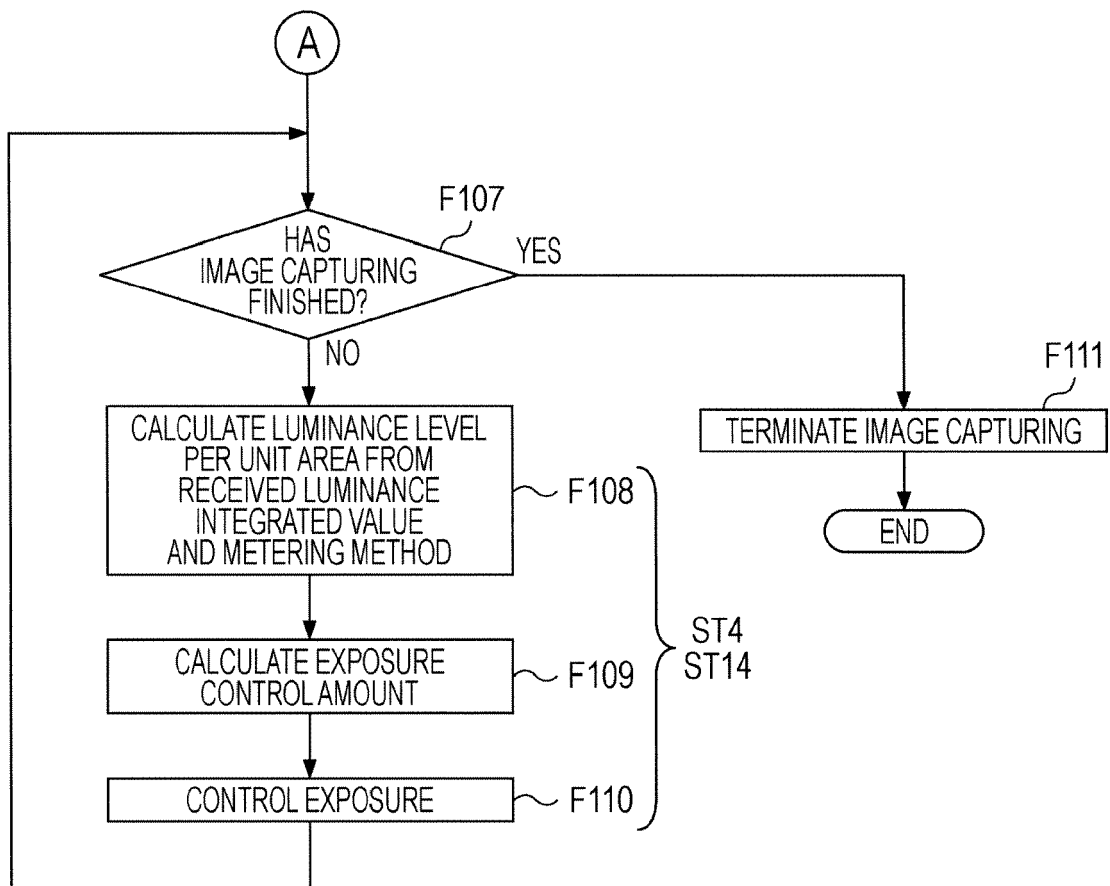 A
F107
HAS
IMAGE CAPTURING
FINISHED?
YES
NO
F111
TERMINATE IMAGE CAPTURING
END
CALCULATE LUMINANCE LEVEL
PER UNIT AREA FROM
RECEIVED LUMINANCE
INTEGRATED VALUE
AND METERING METHOD
F108
CALCULATE EXPOSURE
CONTROL AMOUNT
F109
CONTROL EXPOSURE
F110
ST4
ST14